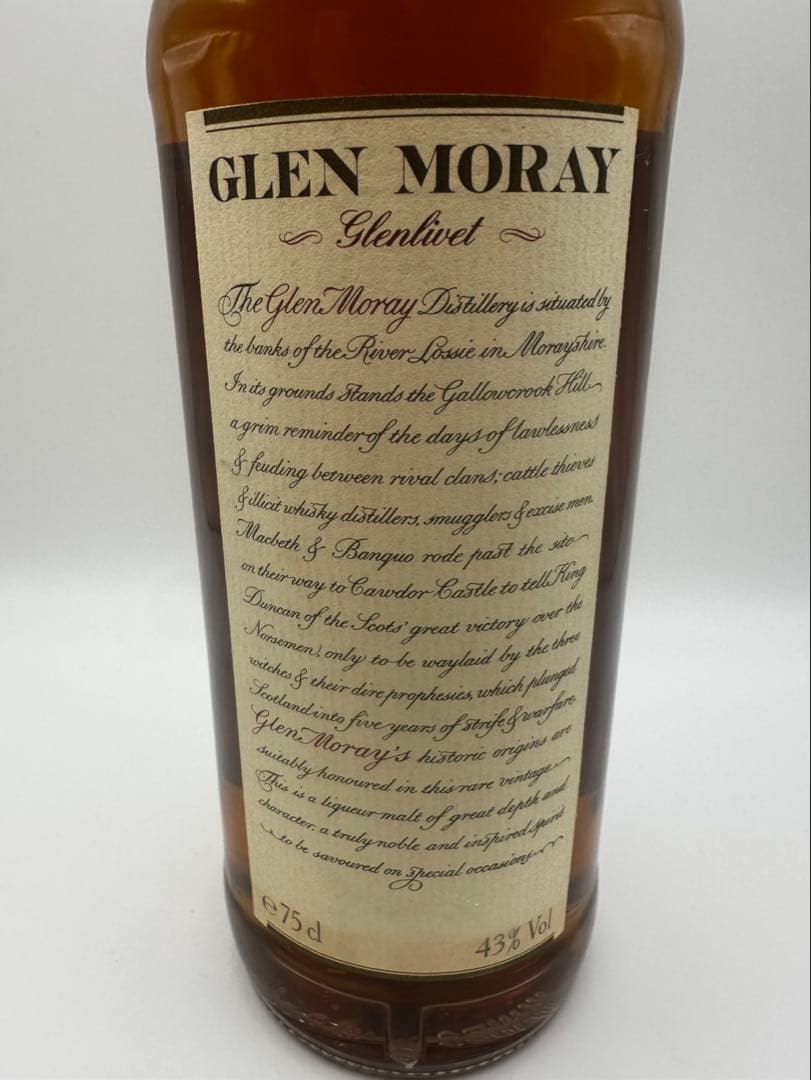 GLEN MORAY
Glenlivet
The Glen Moray Distillery is situated by
the banks of the River Lossie in Morayshire.
In its grounds stands the Gallowcrook Hill
a grim reminder of the days of lawlessness
& feuding between rival clans; cattle thieves
& illicit whisky distillers, smugglers & excise men.
Macbeth & Banquo rode past the site
on their way to Cawdor Castle to tell King
Duncan of the Scots' great victory over the
Norsemen, only to be waylaid by the three
witches & their dire prophesies, which plunged
Scotland into five years of strife & warfare.
Glen Moray's historic origins are
suitably honoured in this rare vintage.
This is a liqueur malt of great depth and
character, a truly noble and inspired spirit
to be savoured on special occasions
e 75 cl
43% Vol